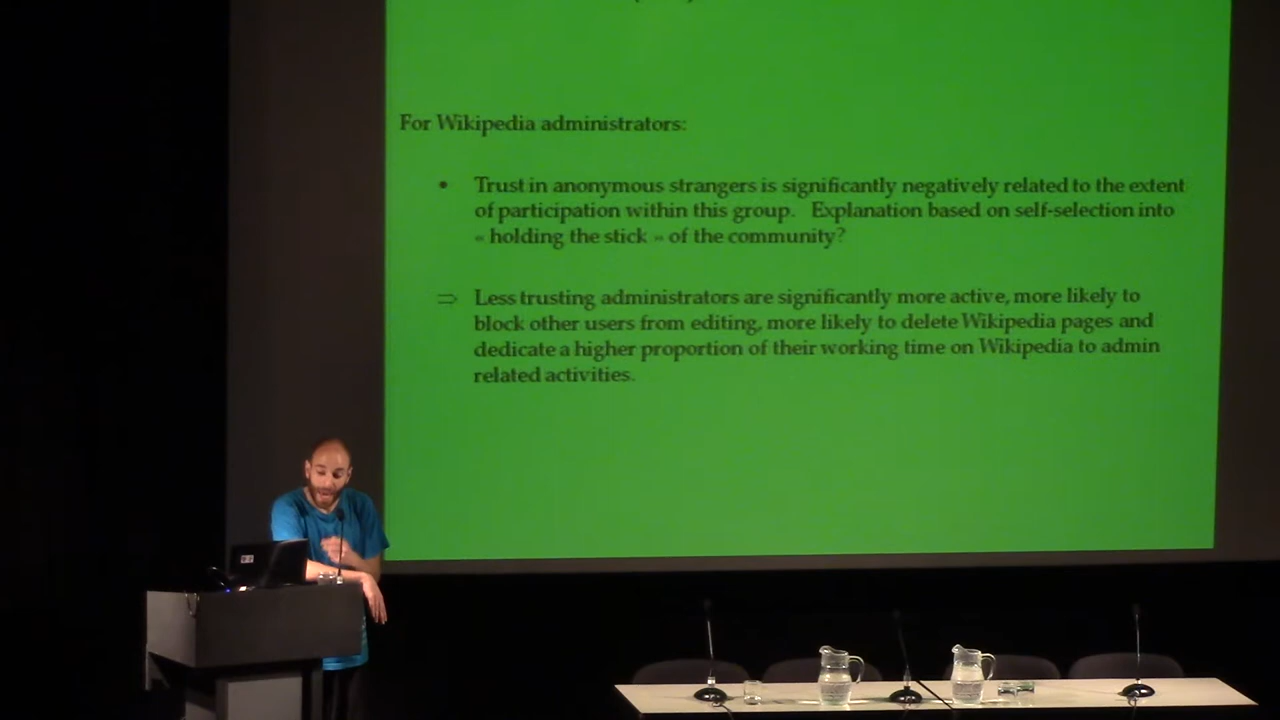 For Wikipedia administrators:
• Trust in anonymous strangers is significantly negatively related to the extent
of participation within this group. Explanation based on self-selection into
« holding the stick » of the community?
⇒ Less trusting administrators are significantly more active, more likely to
block other users from editing, more likely to delete Wikipedia pages and
dedicate a higher proportion of their working time on Wikipedia to admin
related activities.